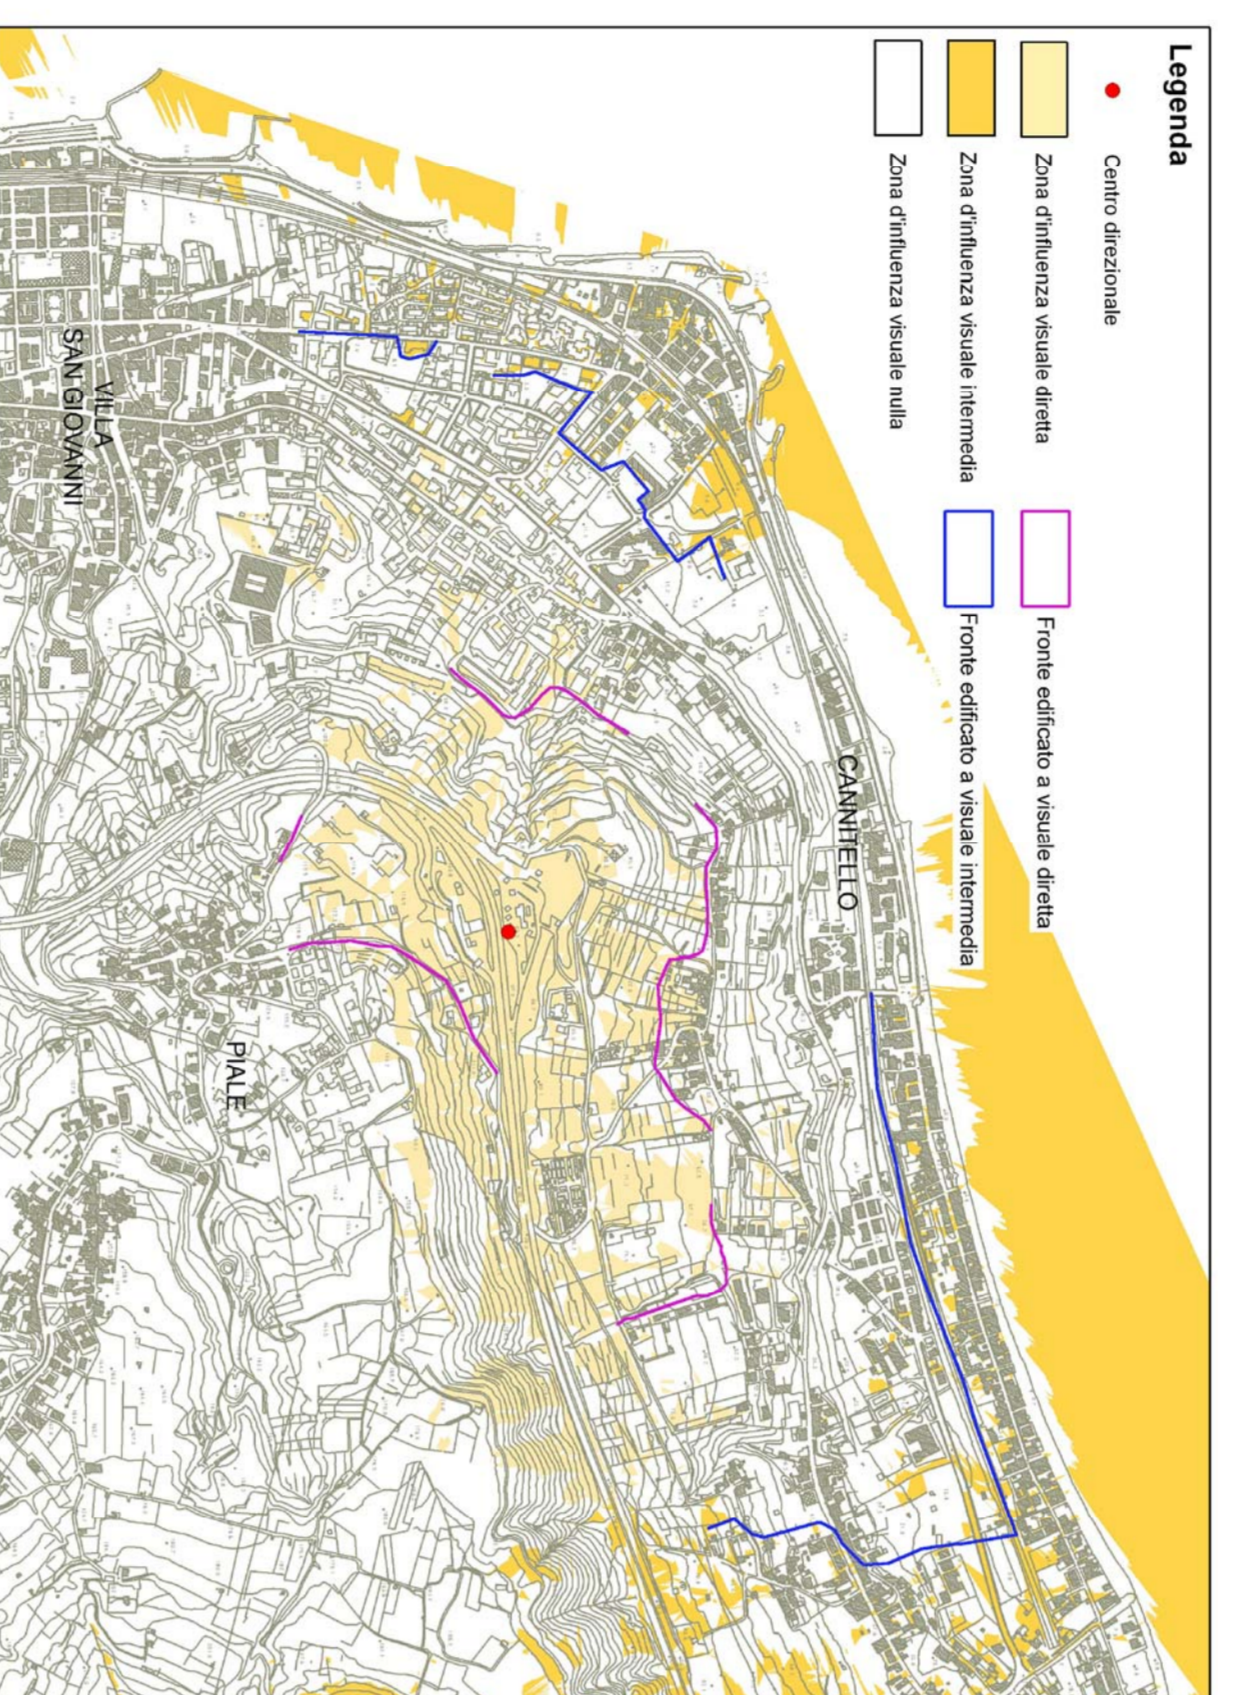 Legenda
Centro direzionale
Zona d'influenza visuale diretta
Zona d'influenza visuale intermedia
Zona d'influenza visuale nulla
Fronte edificato a visuale diretta
Fronte edificato a visuale intermedia
CANNITELLO
VILLA
SAN GIOVANNI
PIALE